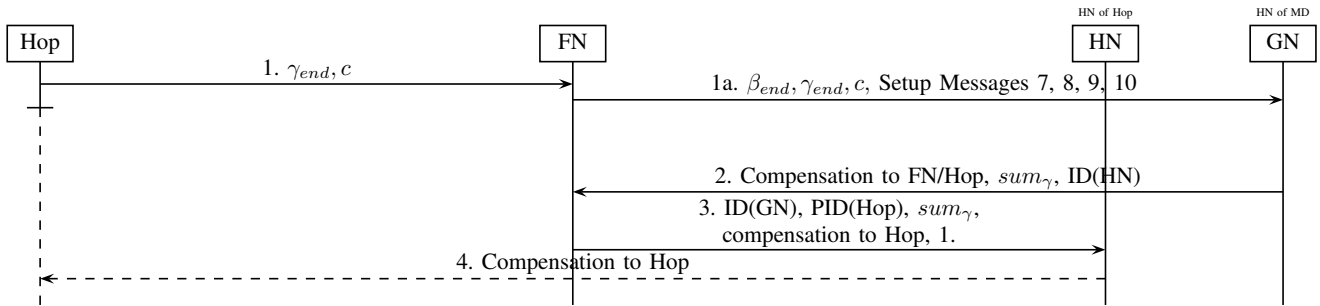 HN of Hop
HN of MD
Hop
FN
HN
GN
1. γ_end, c
1a. β_end, γ_end, c, Setup Messages 7, 8, 9, 10
2. Compensation to FN/Hop, sum_γ, ID(HN)
3. ID(GN), PID(Hop), sum_γ,
compensation to Hop, 1.
4. Compensation to Hop